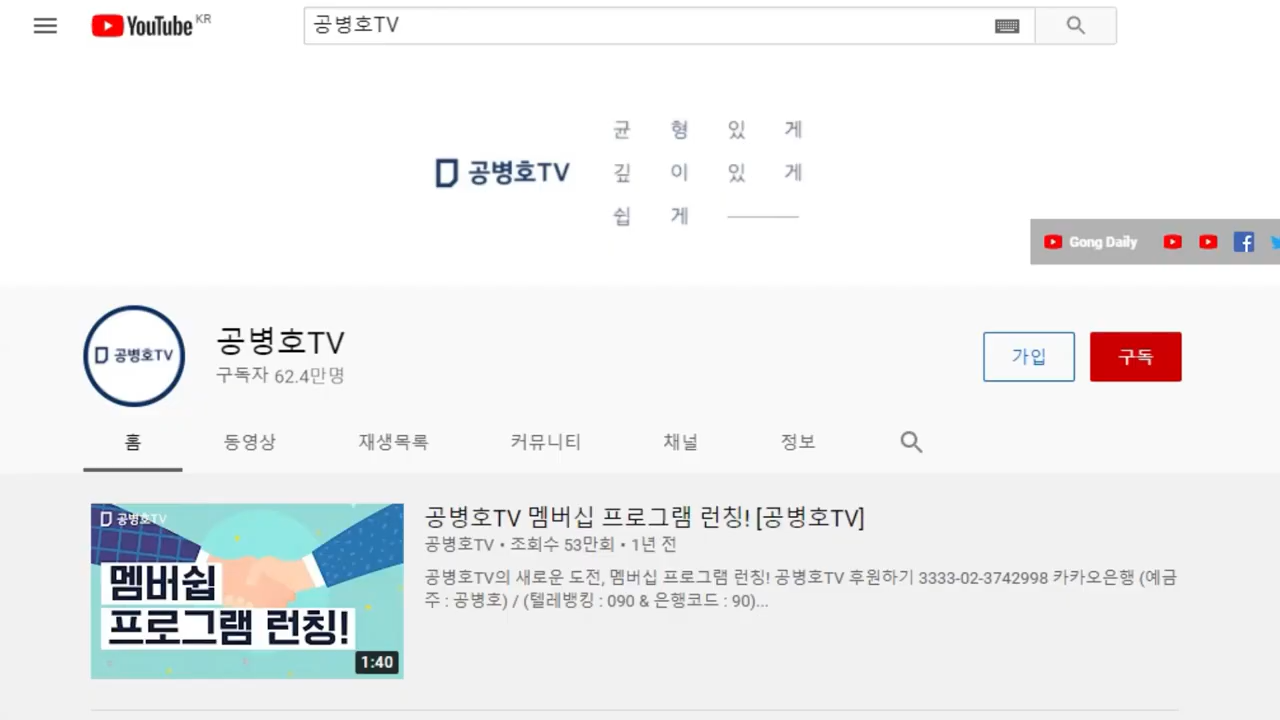 YouTube KR
공병호TV
균 형 있 게
공병호TV
깊 이 있 게
쉽 게
Gong Daily
공병호TV
공병호TV
구독자 62.4만명
가입
구독
홈 동영상 재생목록 커뮤니티 채널 정보
공병호TV
멤버쉽
프로그램 런칭!
1:40
공병호TV 멤버십 프로그램 런칭! [공병호TV]
공병호TV • 조회수 53만회 • 1년 전
공병호TV의 새로운 도전, 멤버십 프로그램 런칭! 공병호TV 후원하기 3333-02-3742998 카카오은행 (예금
주 : 공병호) / (텔레뱅킹 : 090 & 은행코드 : 90)...